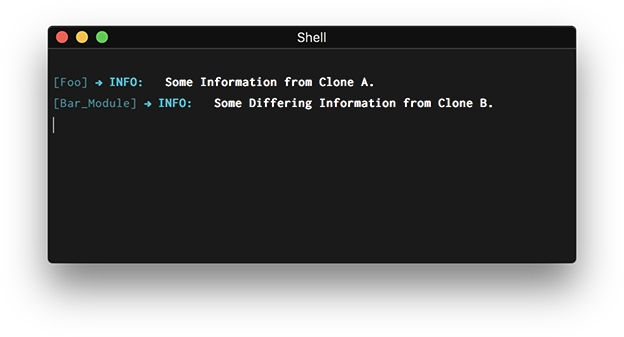 Shell
[Foo] → INFO: Some Information from Clone A.
[Bar_Module] → INFO: Some Differing Information from Clone B.